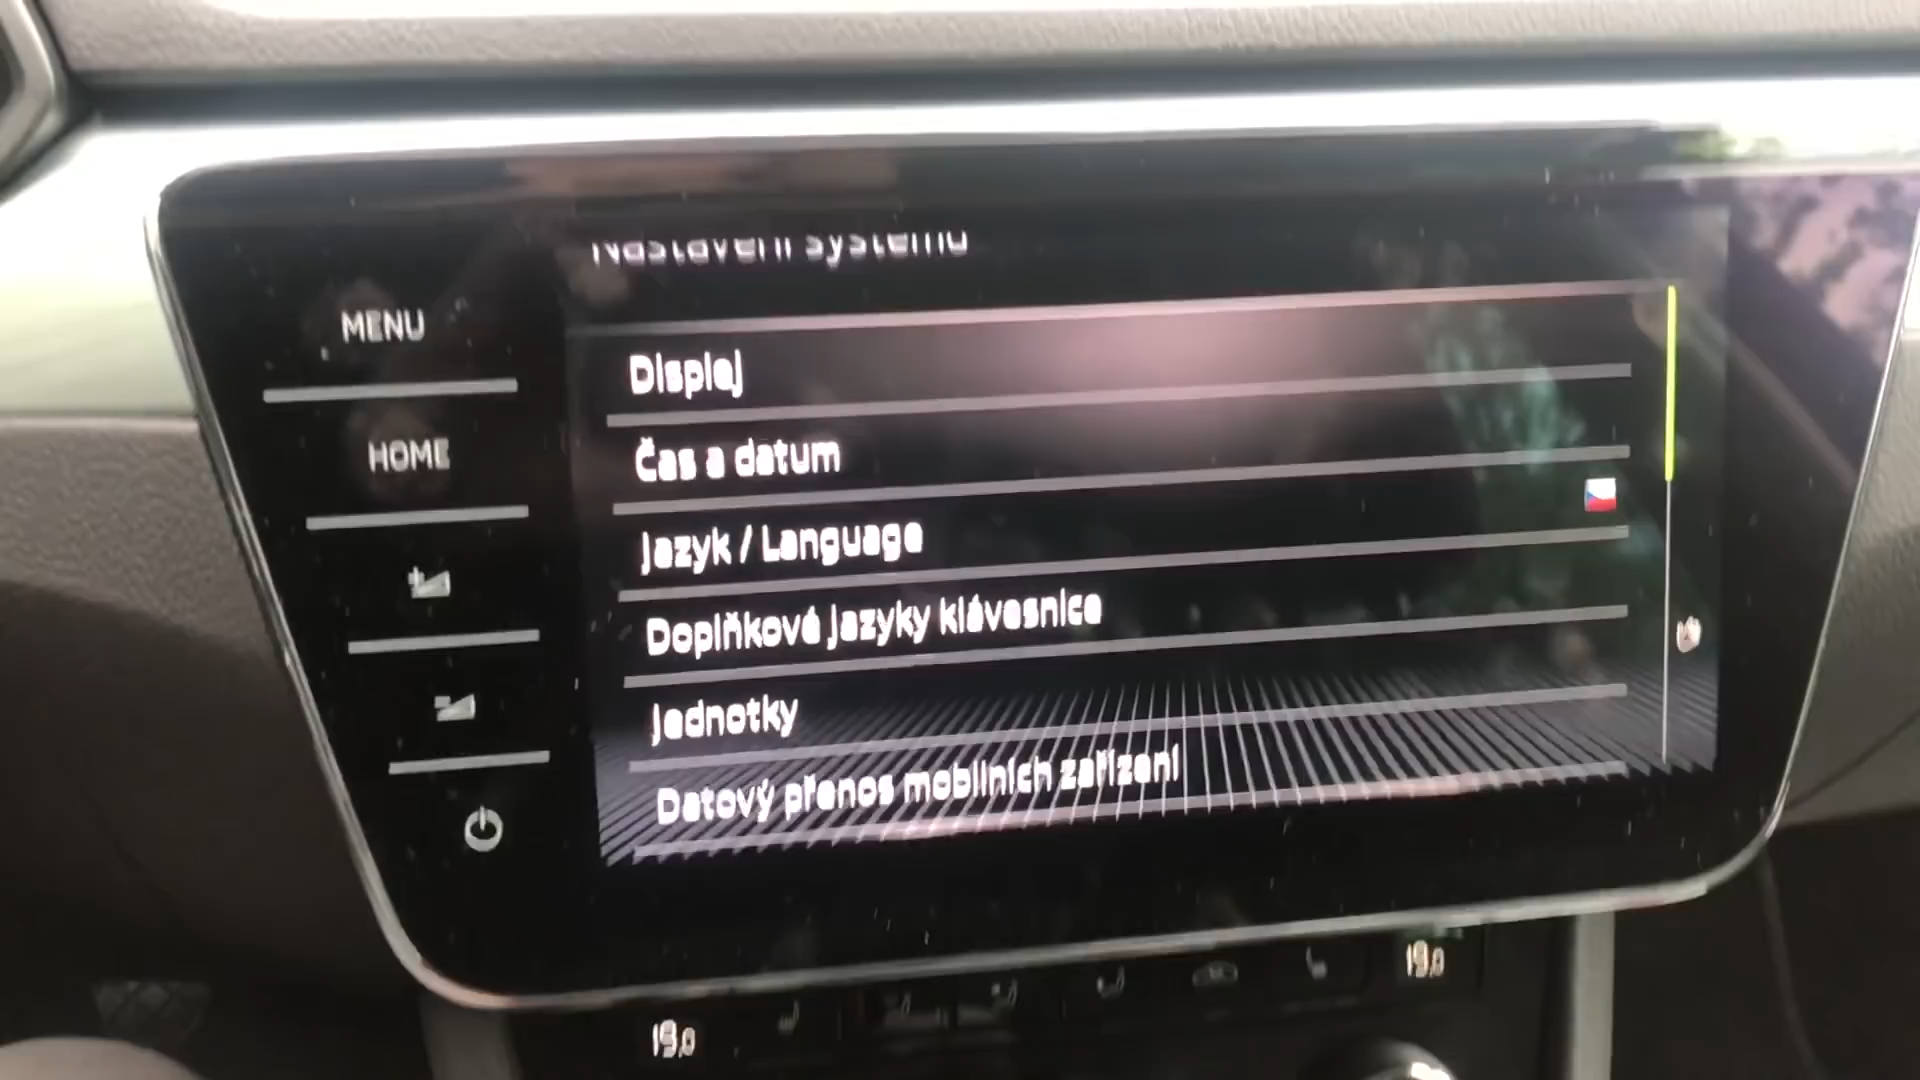 Nastavení systému
MENU
Displej
HOME
Čas a datum
Jazyk / Language
Doplňkové jazyky klávesnice
Jednotky
Datový přenos mobilních zařízení
19.0
19.0